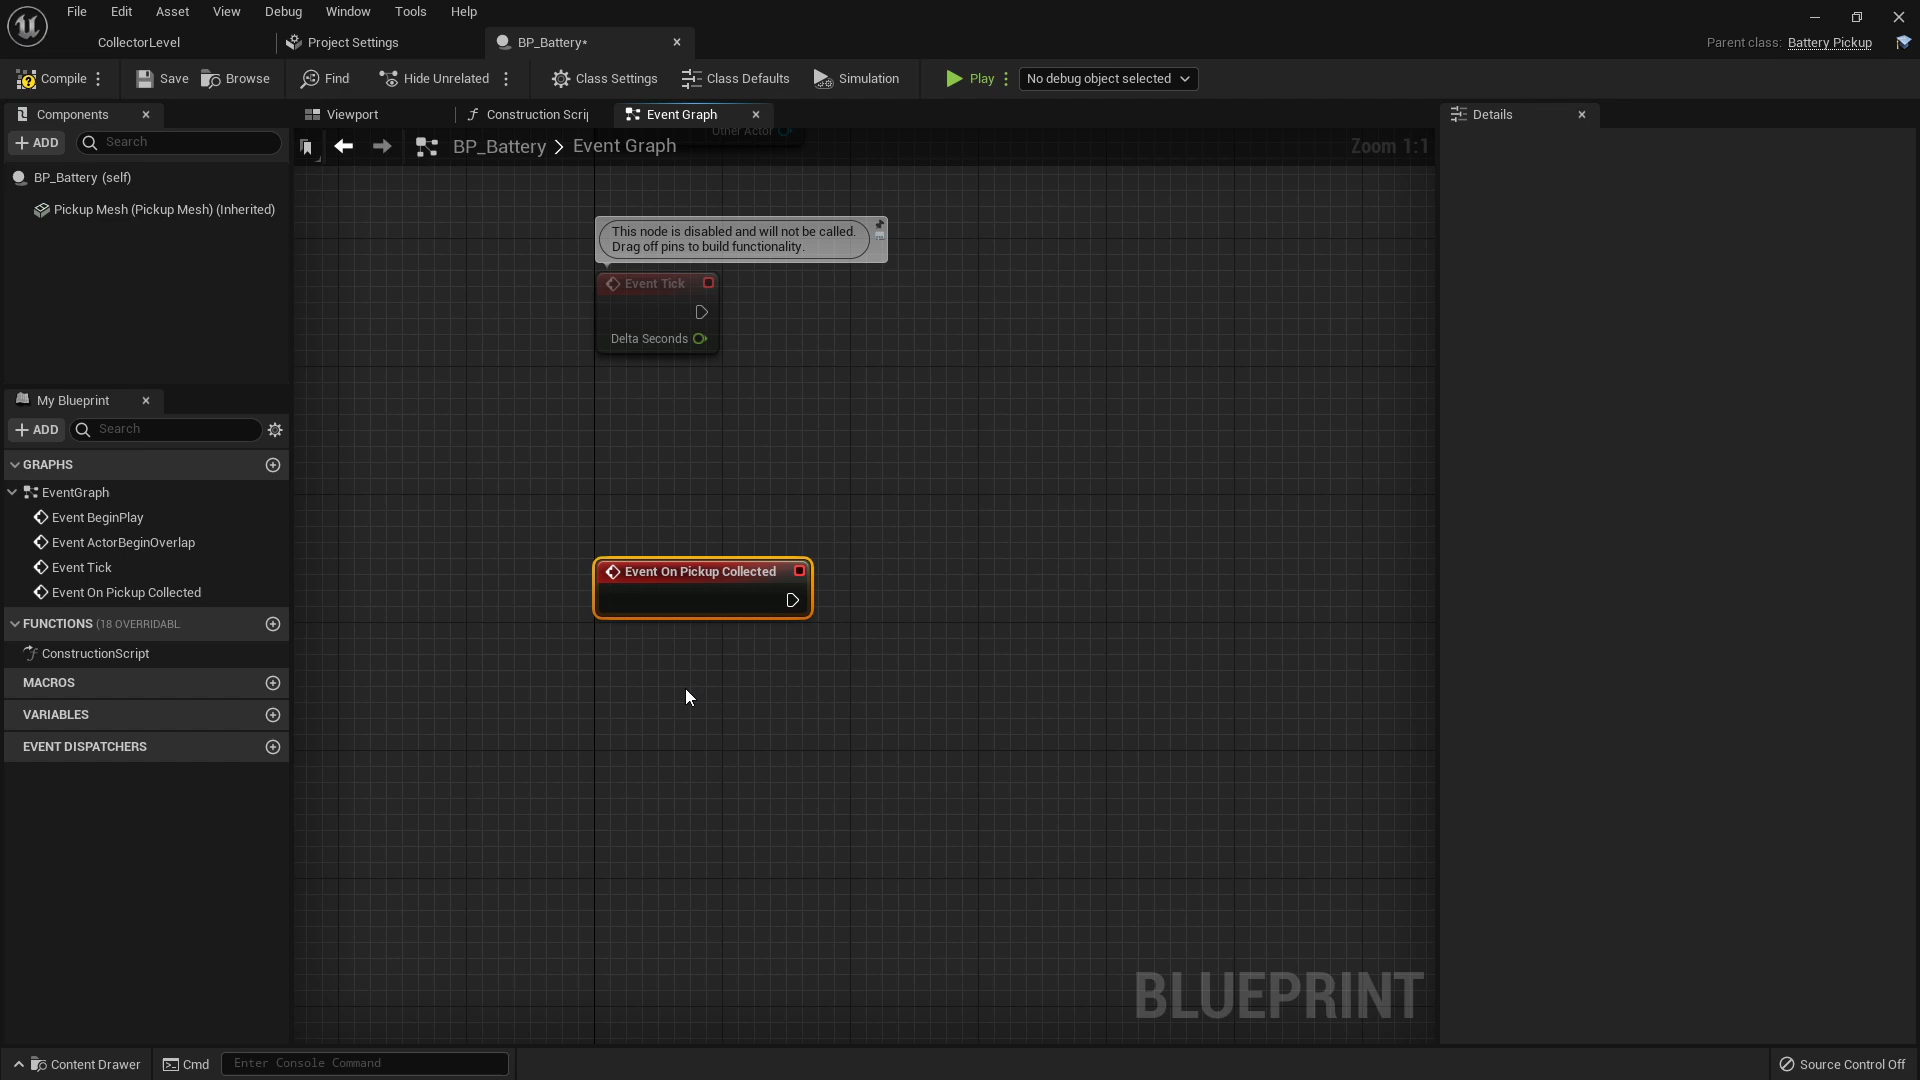 File Edit Asset View Debug Window Tools Help
CollectorLevel Project Settings BP_Battery* Parent class: Battery Pickup
Compile Save Browse Find Hide Unrelated Class Settings Class Defaults Simulation Play No debug object selected
Components Viewport Construction Scri Event Graph Details
ADD Search
BP_Battery > Event Graph
Zoom 1:1
Other Actor
BP_Battery (self)
Pickup Mesh (Pickup Mesh) (Inherited)
This node is disabled and will not be called.
Drag off pins to build functionality.
Event Tick
Delta Seconds
My Blueprint
ADD Search
GRAPHS
EventGraph
Event BeginPlay
Event ActorBeginOverlap
Event Tick
Event On Pickup Collected
FUNCTIONS (18 OVERRIDABL
ConstructionScript
MACROS
VARIABLES
EVENT DISPATCHERS
Event On Pickup Collected
BLUEPRINT
Content Drawer Cmd Enter Console Command Source Control Off